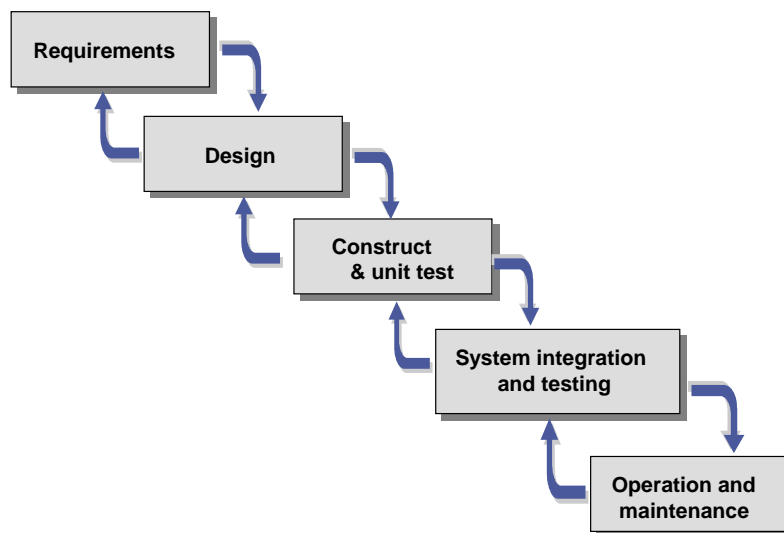 Requirements
Design
Construct
& unit test
System integration
and testing
Operation and
maintenance